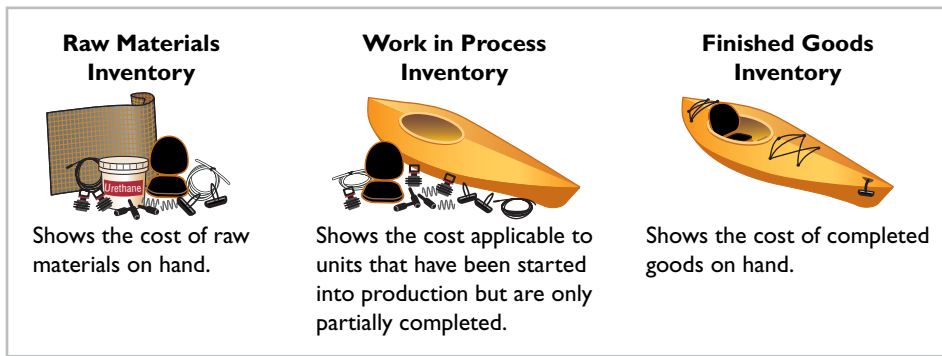 Raw Materials
Inventory
Urethane
Shows the cost of raw
materials on hand.
Work in Process
Inventory
Shows the cost applicable to
units that have been started
into production but are only
partially completed.
Finished Goods
Inventory
Shows the cost of completed
goods on hand.